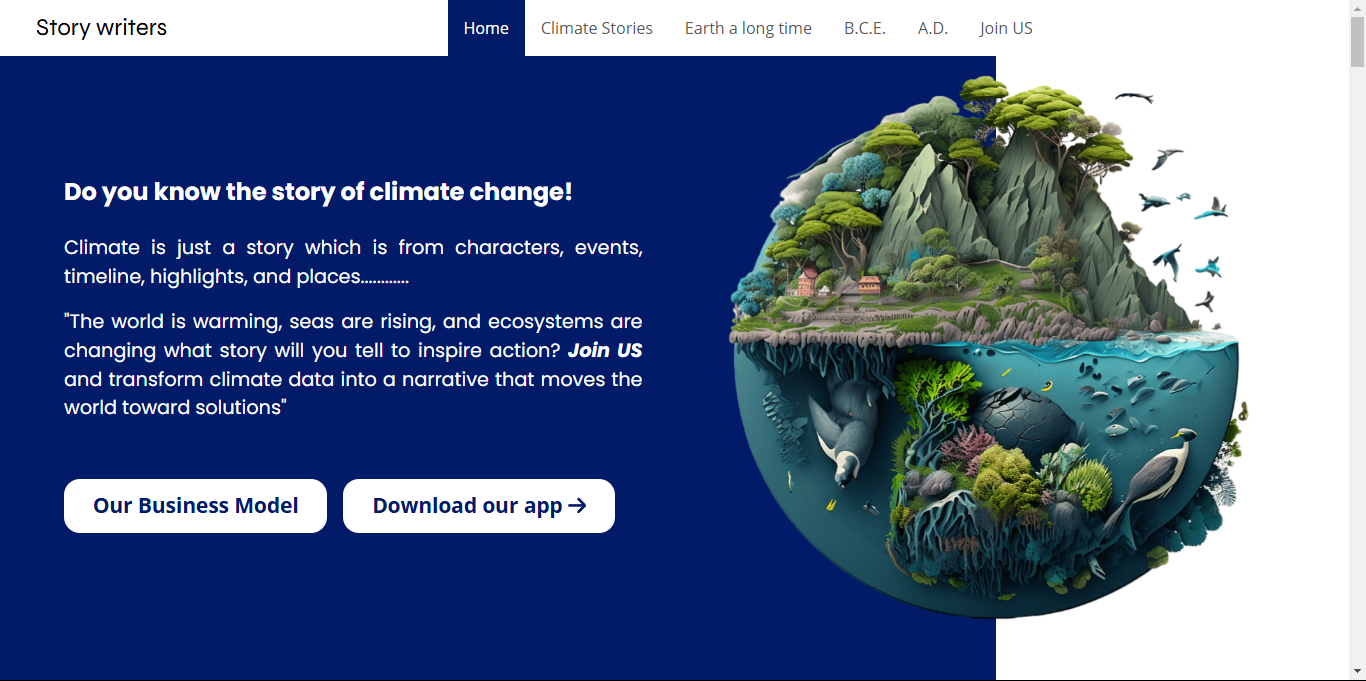 Story writers
Home Climate Stories Earth a long time B.C.E. A.D. Join US
Do you know the story of climate change!
Climate is just a story which is from characters, events,
timeline, highlights, and places............
"The world is warming, seas are rising, and ecosystems are
changing what story will you tell to inspire action? Join US
and transform climate data into a narrative that moves the
world toward solutions"
Our Business Model Download our app →